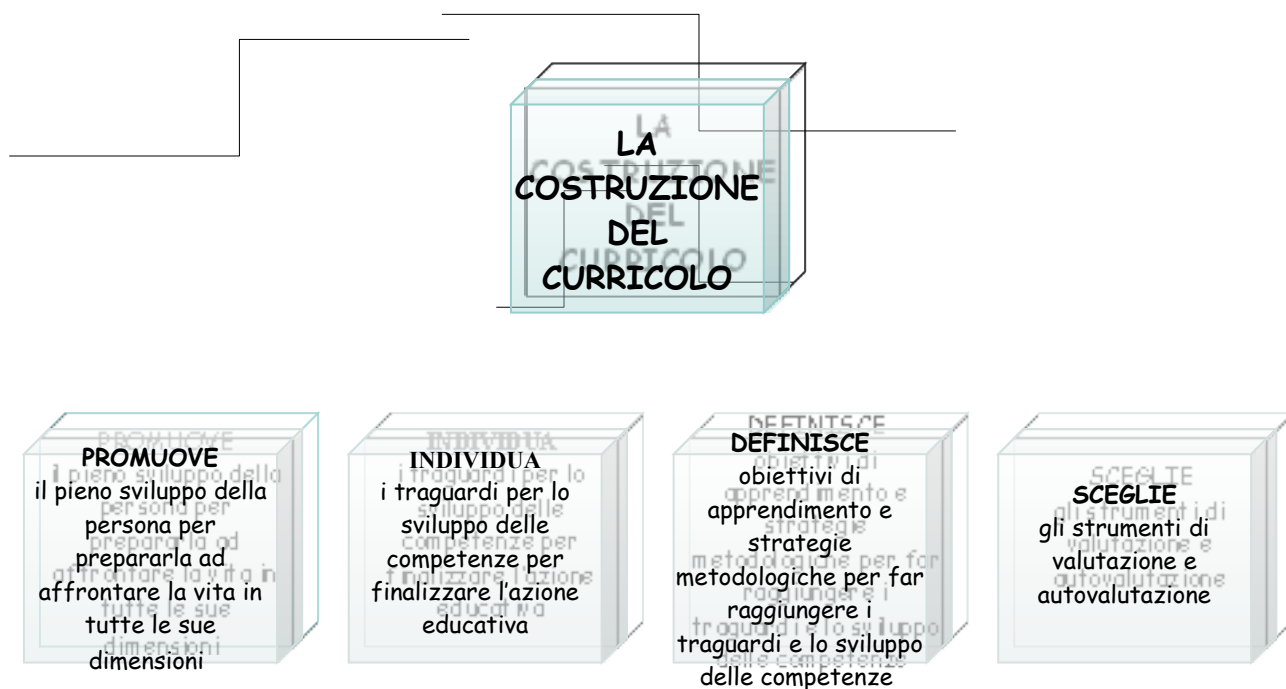 LA
COSTRUZIONE
DEL
CURRICOLO
PROMUOVE
il pieno sviluppo della
persona per
prepararla ad
affrontare la vita in
tutte le sue
dimensioni
INDIVIDUA
i traguardi per lo
sviluppo delle
competenze per
finalizzare l’azione
educativa
DEFINISCE
obiettivi di
apprendimento e
strategie
metodologiche per far
raggiungere i
traguardi e lo sviluppo
delle competenze
SCEGLIE
gli strumenti di
valutazione e
autovalutazione